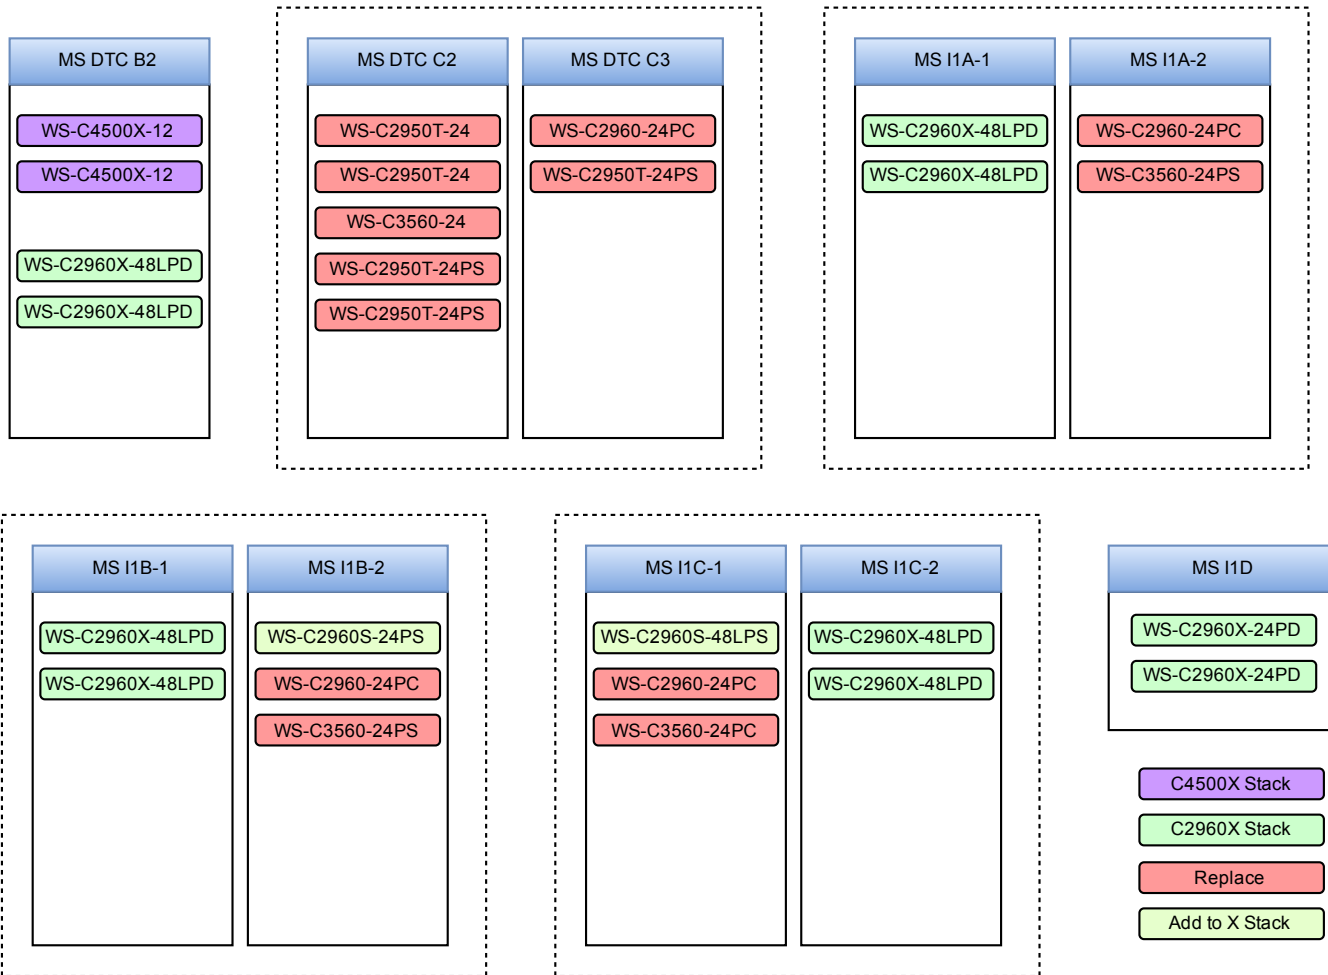 MS DTC B2
WS-C4500X-12
WS-C4500X-12
WS-C2960X-48LPD
WS-C2960X-48LPD
MS DTC C2
WS-C2950T-24
WS-C2950T-24
WS-C3560-24
WS-C2950T-24PS
WS-C2950T-24PS
MS DTC C3
WS-C2960-24PC
WS-C2950T-24PS
MS I1A-1
WS-C2960X-48LPD
WS-C2960X-48LPD
MS I1A-2
WS-C2960-24PC
WS-C3560-24PS
MS I1B-1
WS-C2960X-48LPD
WS-C2960X-48LPD
MS I1B-2
WS-C2960S-24PS
WS-C2960-24PC
WS-C3560-24PS
MS I1C-1
WS-C2960S-48LPS
WS-C2960-24PC
WS-C3560-24PC
MS I1C-2
WS-C2960X-48LPD
WS-C2960X-48LPD
MS I1D
WS-C2960X-24PD
WS-C2960X-24PD
C4500X Stack
C2960X Stack
Replace
Add to X Stack